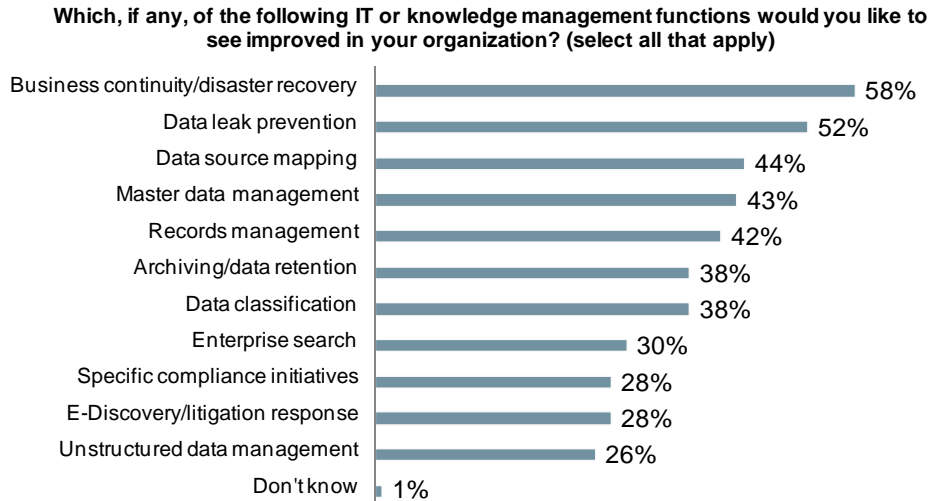 Which, if any, of the following IT or knowledge management functions would you like to
see improved in your organization? (select all that apply)
Business continuity/disaster recovery 58%
Data leak prevention 52%
Data source mapping 44%
Master data management 43%
Records management 42%
Archiving/data retention 38%
Data classification 38%
Enterprise search 30%
Specific compliance initiatives 28%
E-Discovery/litigation response 28%
Unstructured data management 26%
Don't know 1%